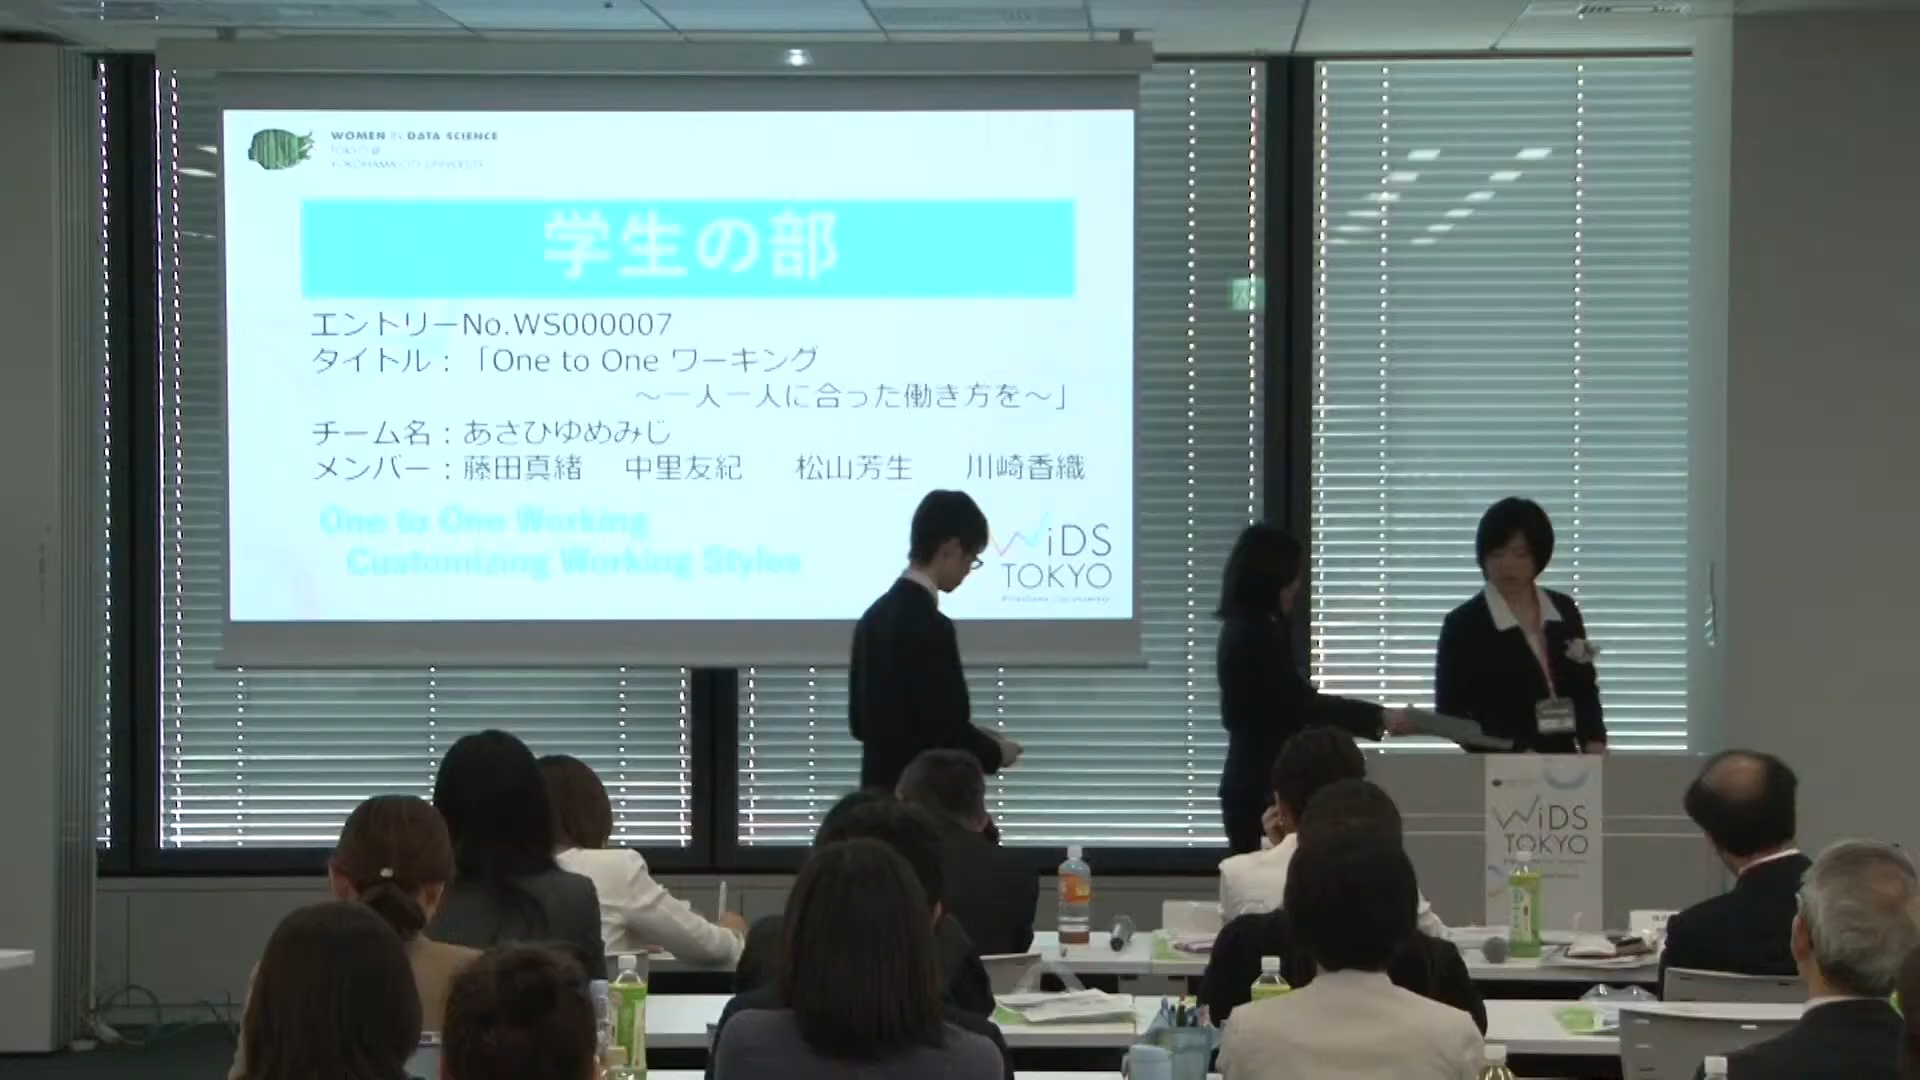 WOMEN IN DATA SCIENCE
TOKYO @
YOKOHAMA CITY UNIVERSITY
学生の部
エントリーNo.WS000007
タイトル：「One to One ワーキング
～一人一人に合った働き方を～」
チーム名：あさひゆめみじ
メンバー：藤田真緒 中里友紀 松山芳生 川崎香織
One to One Working
Customizing Working Styles
WiDS
TOKYO
WiDS
TOKYO